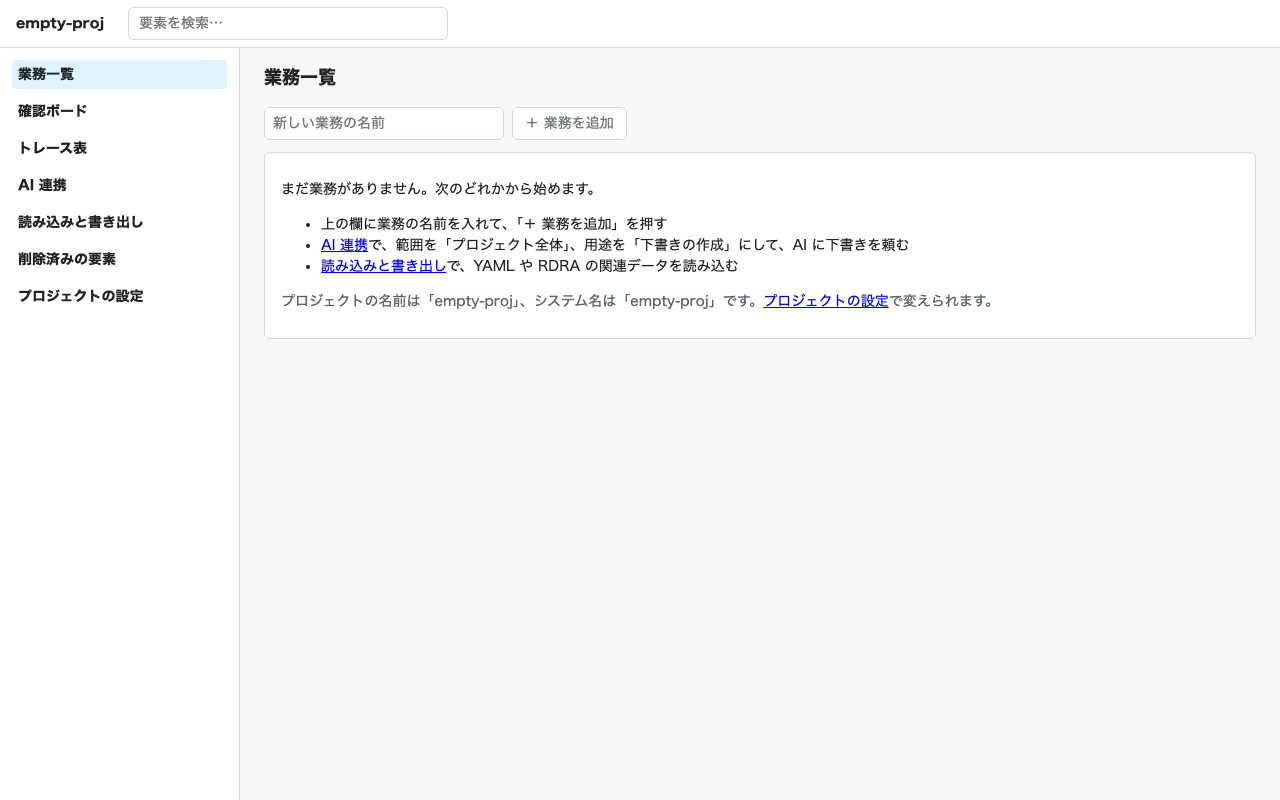 empty-proj
要素を検索…
業務一覧
確認ボード
トレース表
AI 連携
読み込みと書き出し
削除済みの要素
プロジェクトの設定
業務一覧
新しい業務の名前
＋ 業務を追加
まだ業務がありません。次のどれかから始めます。
• 上の欄に業務の名前を入れて、「＋ 業務を追加」を押す
• AI 連携で、範囲を「プロジェクト全体」、用途を「下書きの作成」にして、AI に下書きを頼む
• 読み込みと書き出しで、YAML や RDRA の関連データを読み込む
プロジェクトの名前は「empty-proj」、システム名は「empty-proj」です。プロジェクトの設定で変えられます。